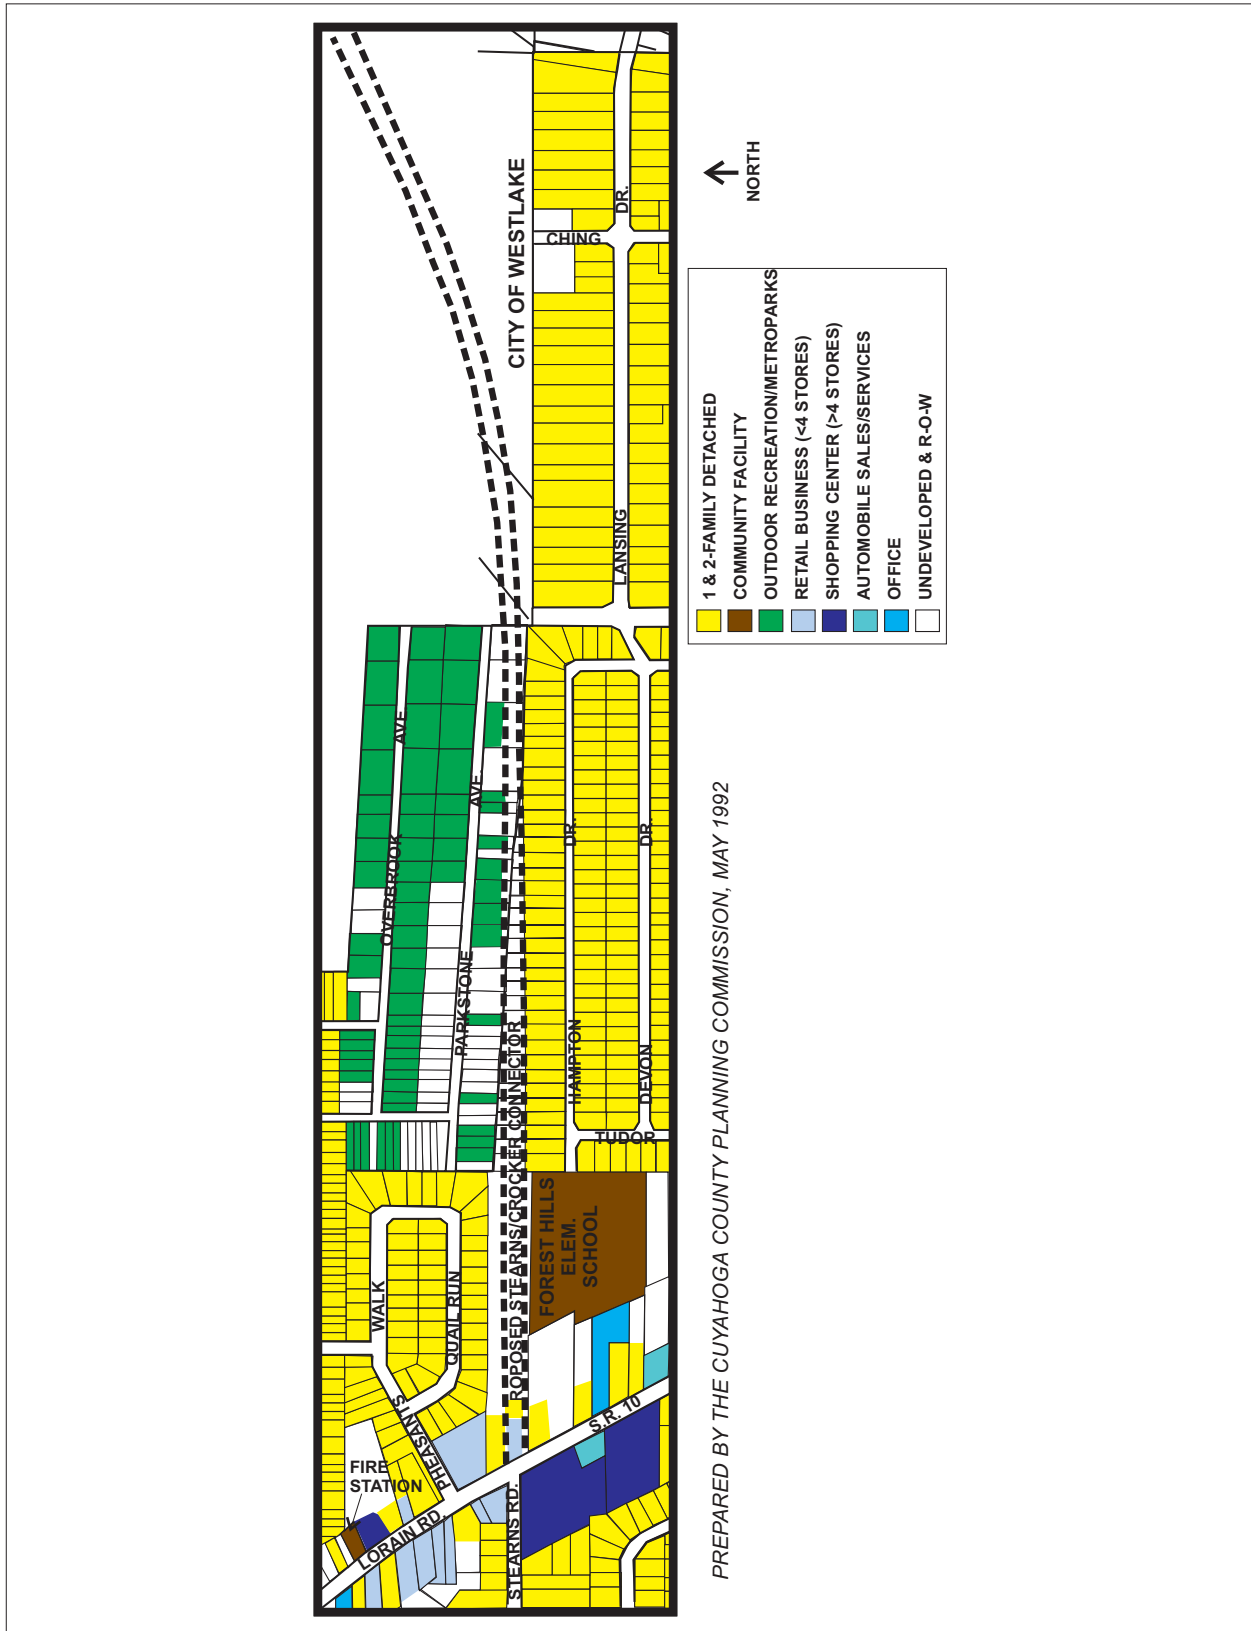 CITY OF WESTLAKE
CHING
DR.
LANSING
NORTH
1 & 2-FAMILY DETACHED
COMMUNITY FACILITY
OUTDOOR RECREATION/METROPARKS
RETAIL BUSINESS (<4 STORES)
SHOPPING CENTER (>4 STORES)
AUTOMOBILE SALES/SERVICES
OFFICE
UNDEVELOPED & R-O-W
OVERBROOK
AVE.
PARKSTONE
AVE.
ROPOSED STEARNS/CROCKER CONNECTOR
HAMPTON
DR.
DEVON
DR.
TUDOR
FOREST HILLS
ELEM.
SCHOOL
WALK
QUAIL RUN
PHEASANTS
FIRE
STATION
LORAIN RD.
S.R. 10
STEARNS RD.
PREPARED BY THE CUYAHOGA COUNTY PLANNING COMMISSION, MAY 1992